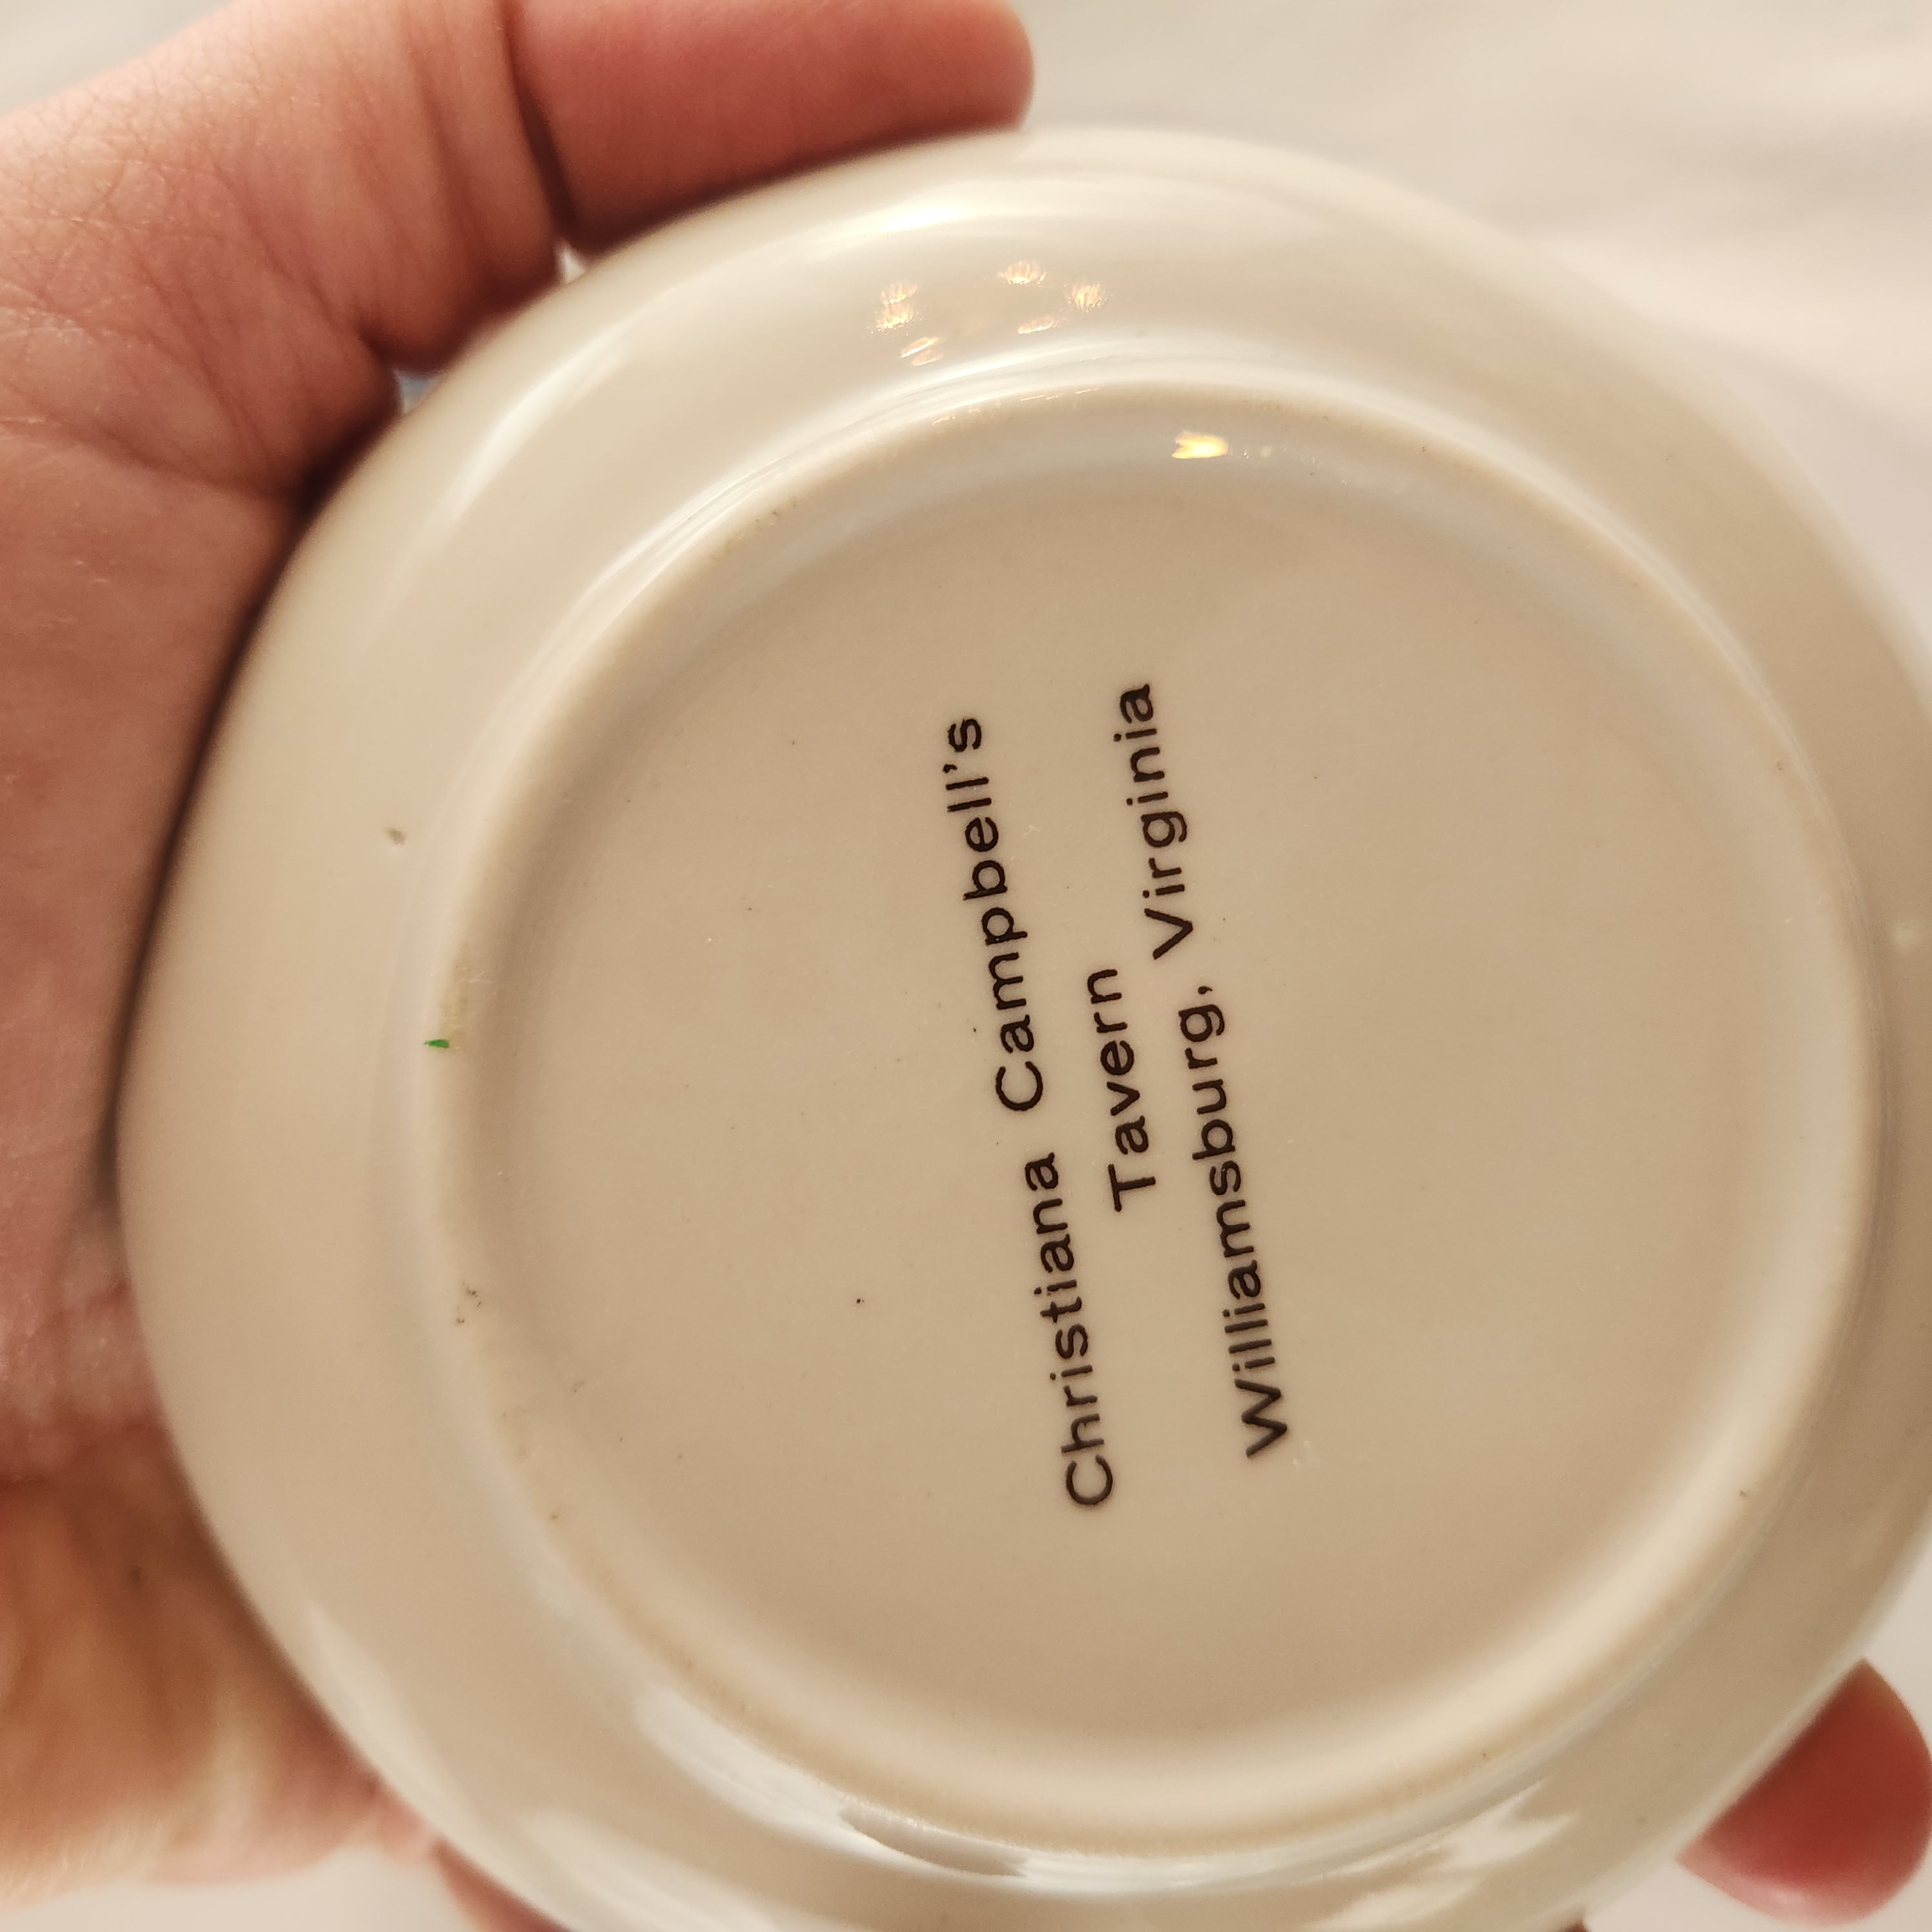 Christiana Campbell's
Tavern
Williamsburg, Virginia